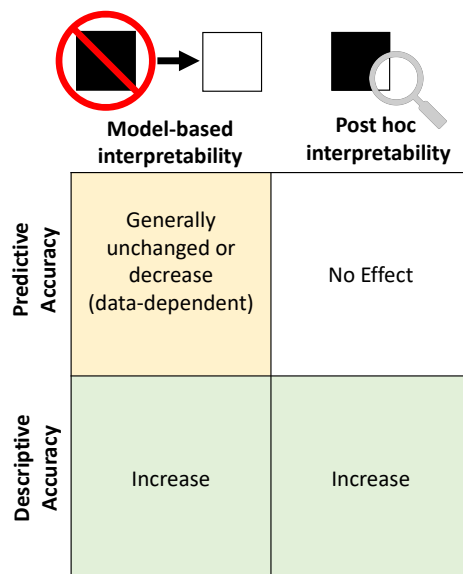 Model-based
interpretability
Post hoc
interpretability
Predictive
Accuracy
Generally
unchanged or
decrease
(data-dependent)
No Effect
Descriptive
Accuracy
Increase
Increase